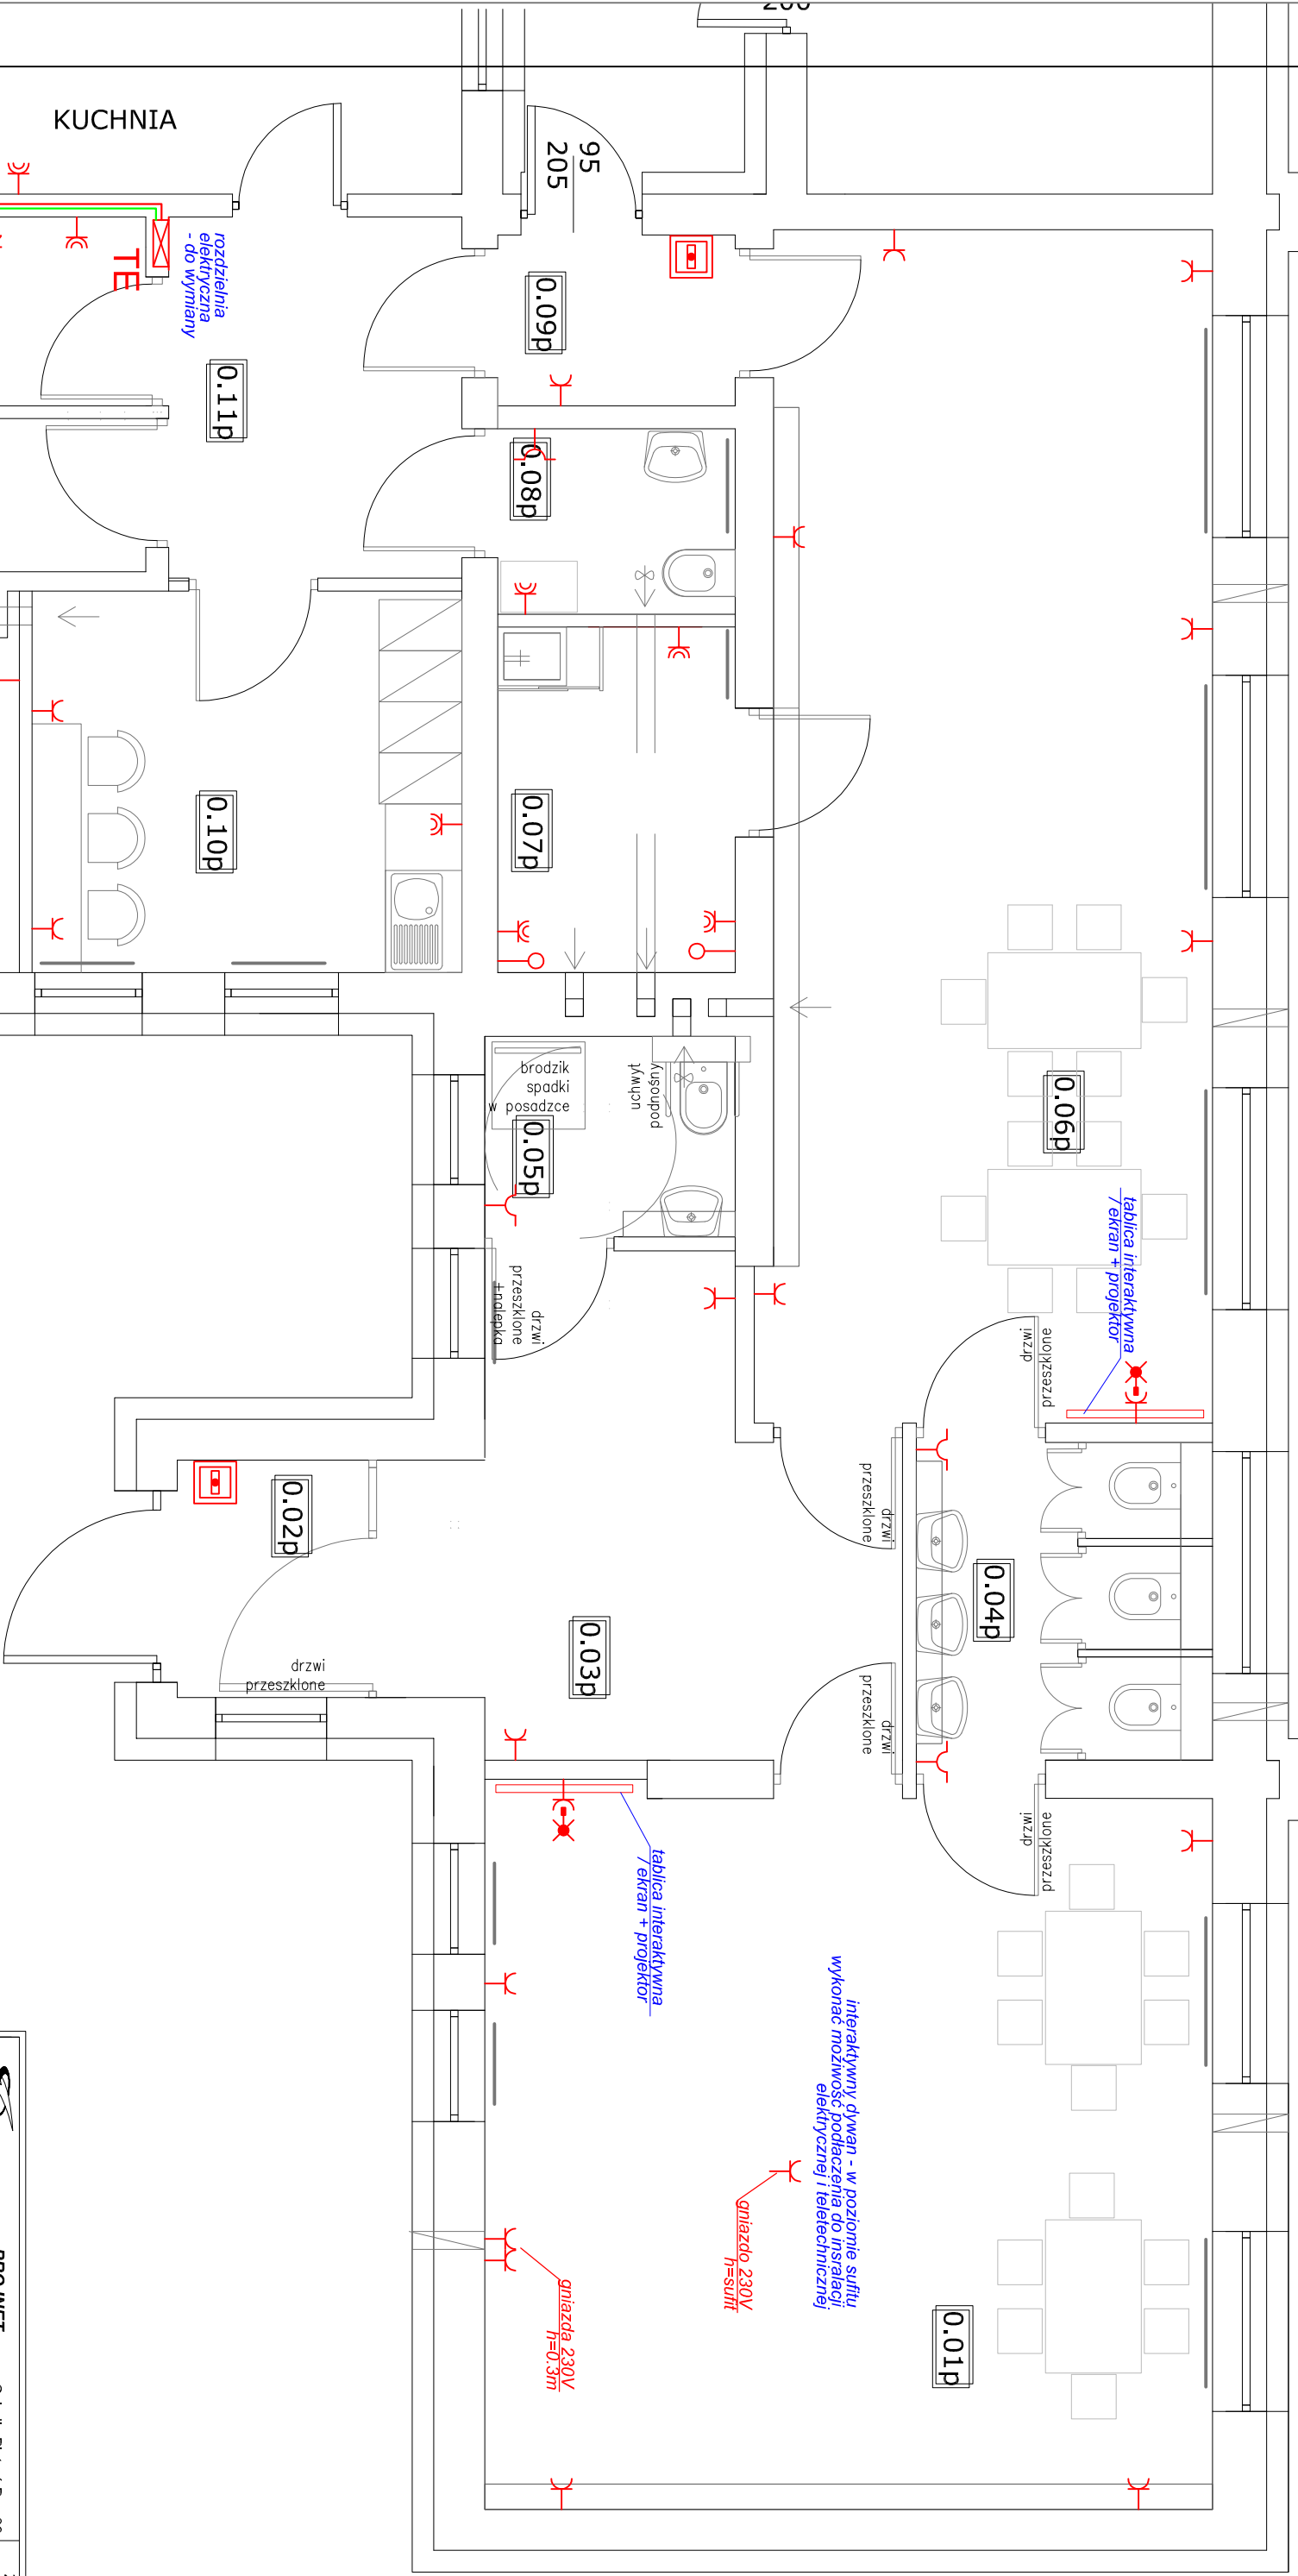 KUCHNIA
95
205
rozdzielnia
elektryczna
- do wymiany
TE
0.09p
0.11p
0.08p
0.07p
0.10p
brodzik
spadki
w posadzce
uchwyt
podnośny
0.05p
0.06p
tablica interaktywna
/ ekran + projektor
drzwi
przeszklone
+nalepka
drzwi
przeszklone
drzwi
przeszklone
0.02p
0.04p
0.03p
drzwi
przeszklone
drzwi
przeszklone
drzwi
przeszklone
tablica interaktywna
/ ekran + projektor
interaktywny dywan - w poziomie sufitu
wykonać możliwość podłaczenia do insralacji
elektrycznej i teletechnicznej
gniazdo 230V
h=sufit
gniazda 230V
h=0.3m
0.01p